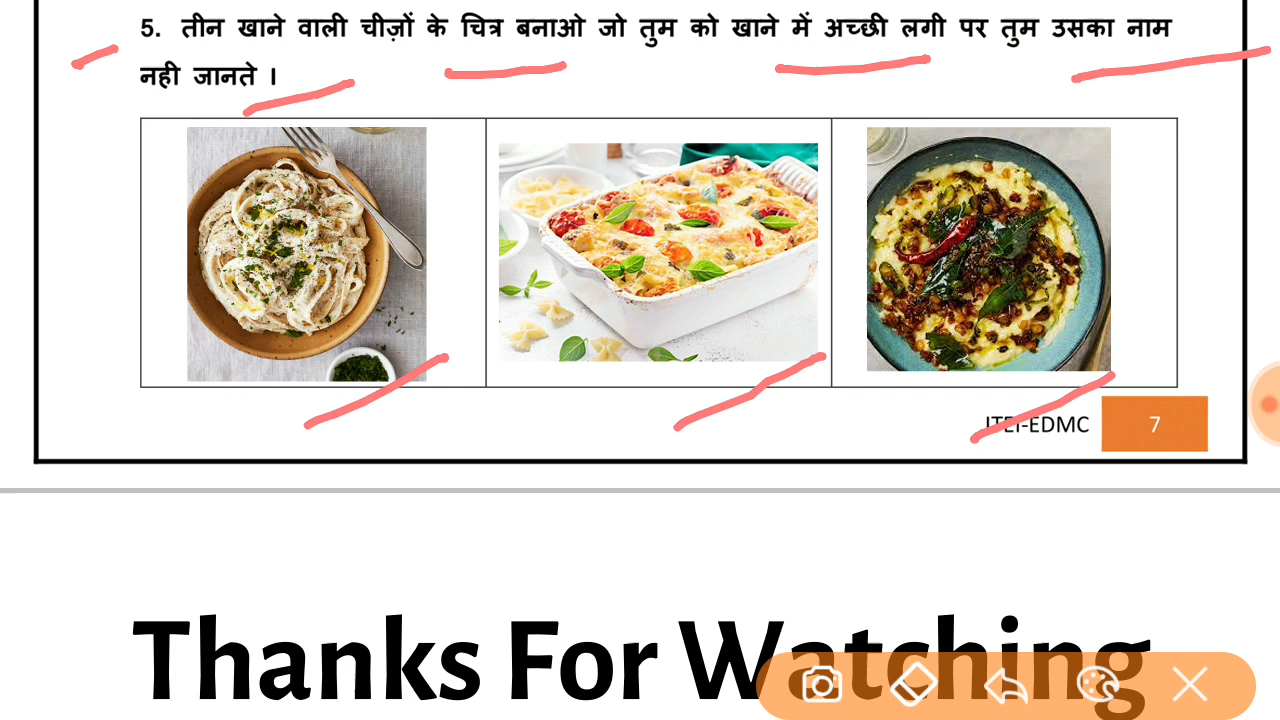 5. तीन खाने वाली चीज़ों के चित्र बनाओ जो तुम को खाने में अच्छी लगी पर तुम उसका नाम
नही जानते ।
ITEI-EDMC 7
Thanks For Watching